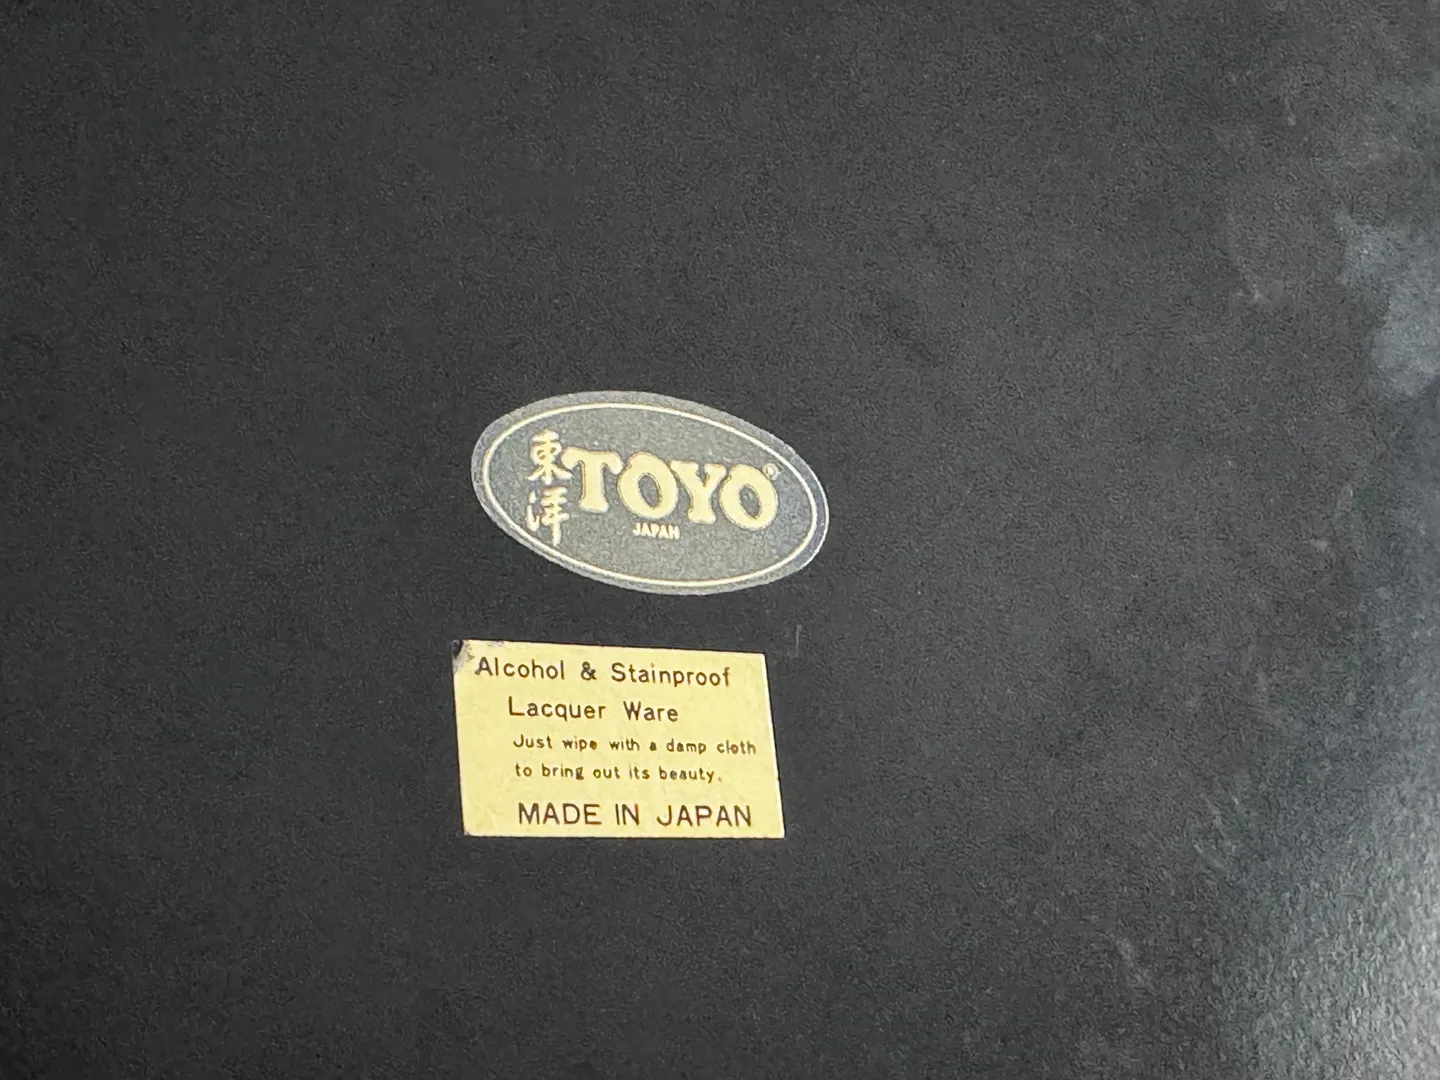 東洋
TOYO®
JAPAN
Alcohol & Stainproof
Lacquer Ware
Just wipe with a damp cloth
to bring out its beauty.
MADE IN JAPAN